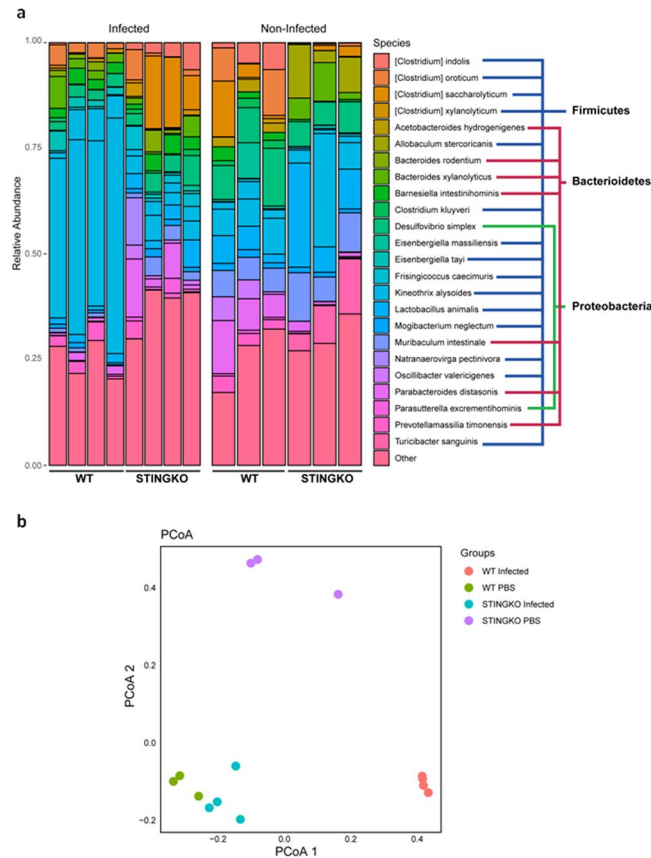 a
Infected
Non-Infected
Relative Abundance
1.00
0.75
0.50
0.25
0.00
WT
STINGKO
WT
STINGKO
Species
[Clostridium] indolis
[Clostridium] oroticum
[Clostridium] saccharolyticum
[Clostridium] xylanolyticum
Acetobacteroides hydrogenigenes
Allobaculum stercoricanis
Bacteroides rodentium
Bacteroides xylanolyticus
Barnesiella intestinihominis
Clostridium kluyveri
Desulfovibrio simplex
Eisenbergiella massiliensis
Eisenbergiella tayi
Frisingicoccus caecimuris
Kineothrix alysoides
Lactobacillus animalis
Mogibacterium neglectum
Muribaculum intestinale
Natranaerovirga pectinivora
Oscillibacter valericigenes
Parabacteroides distasonis
Parasutterella excrementihominis
Prevotellamassilia timonensis
Turicibacter sanguinis
Other
Firmicutes
Bacterioidetes
Proteobacteria
b
PCoA
PCoA 2
0.4
0.2
0.0
−0.2
−0.2
0.0
0.2
0.4
PCoA 1
Groups
WT Infected
WT PBS
STINGKO Infected
STINGKO PBS